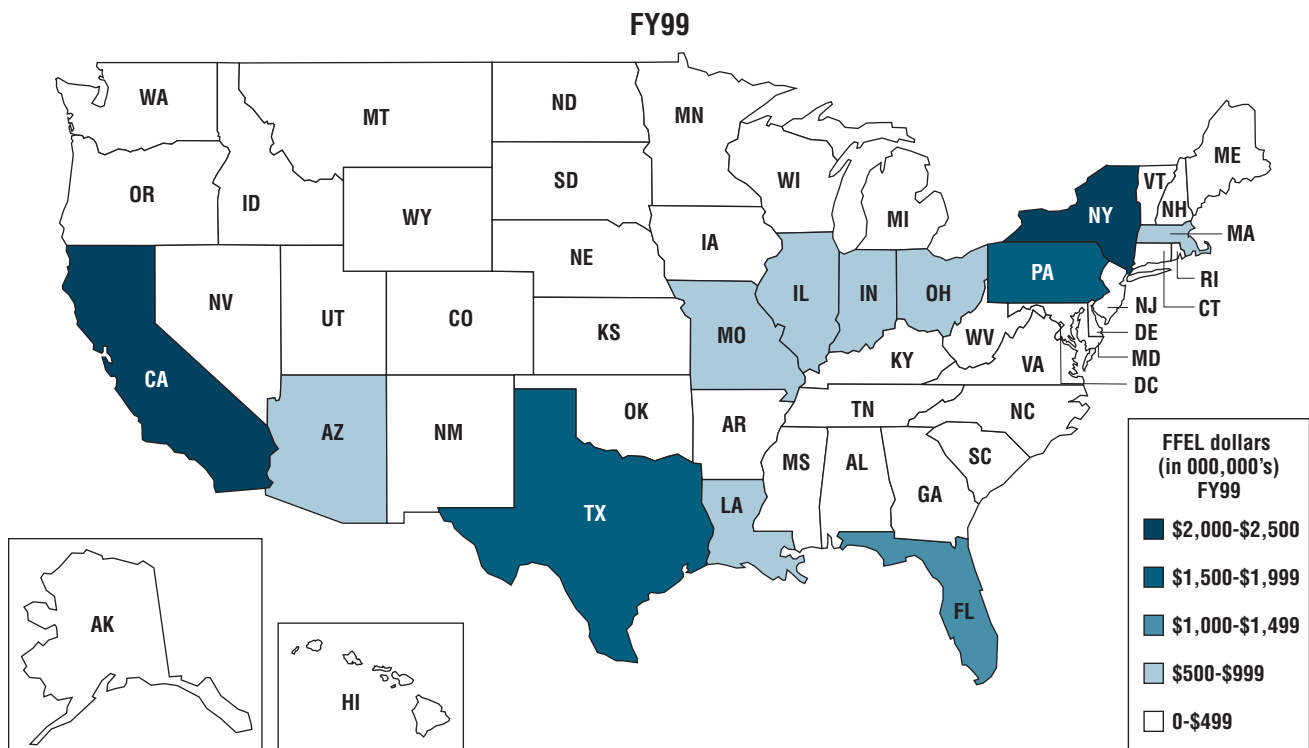 FY99
WA
MT
ND
MN
ME
OR
ID
SD
WI
VT
NH
WY
MI
NY
MA
IA
NE
PA
RI
NV
IL
IN
OH
UT
CO
NJ
CT
KS
MO
WV
DE
KY
VA
MD
CA
DC
TN
NC
OK
AZ
NM
AR
MS
AL
SC
GA
LA
TX
FL
AK
HI
FFEL dollars
(in 000,000’s)
FY99
$2,000-$2,500
$1,500-$1,999
$1,000-$1,499
$500-$999
0-$499